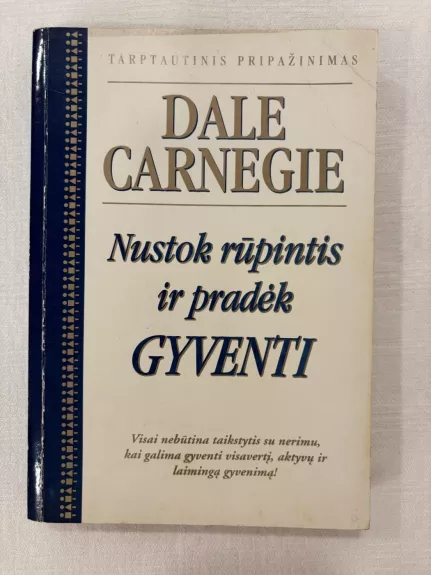 TARPTAUTINIS PRIPAŽINIMAS
DALE
CARNEGIE
Nustok rūpintis
ir pradėk
GYVENTI
Visai nebūtina taikstytis su nerimu,
kai galima gyventi visavertį, aktyvų ir
laimingą gyvenimą!